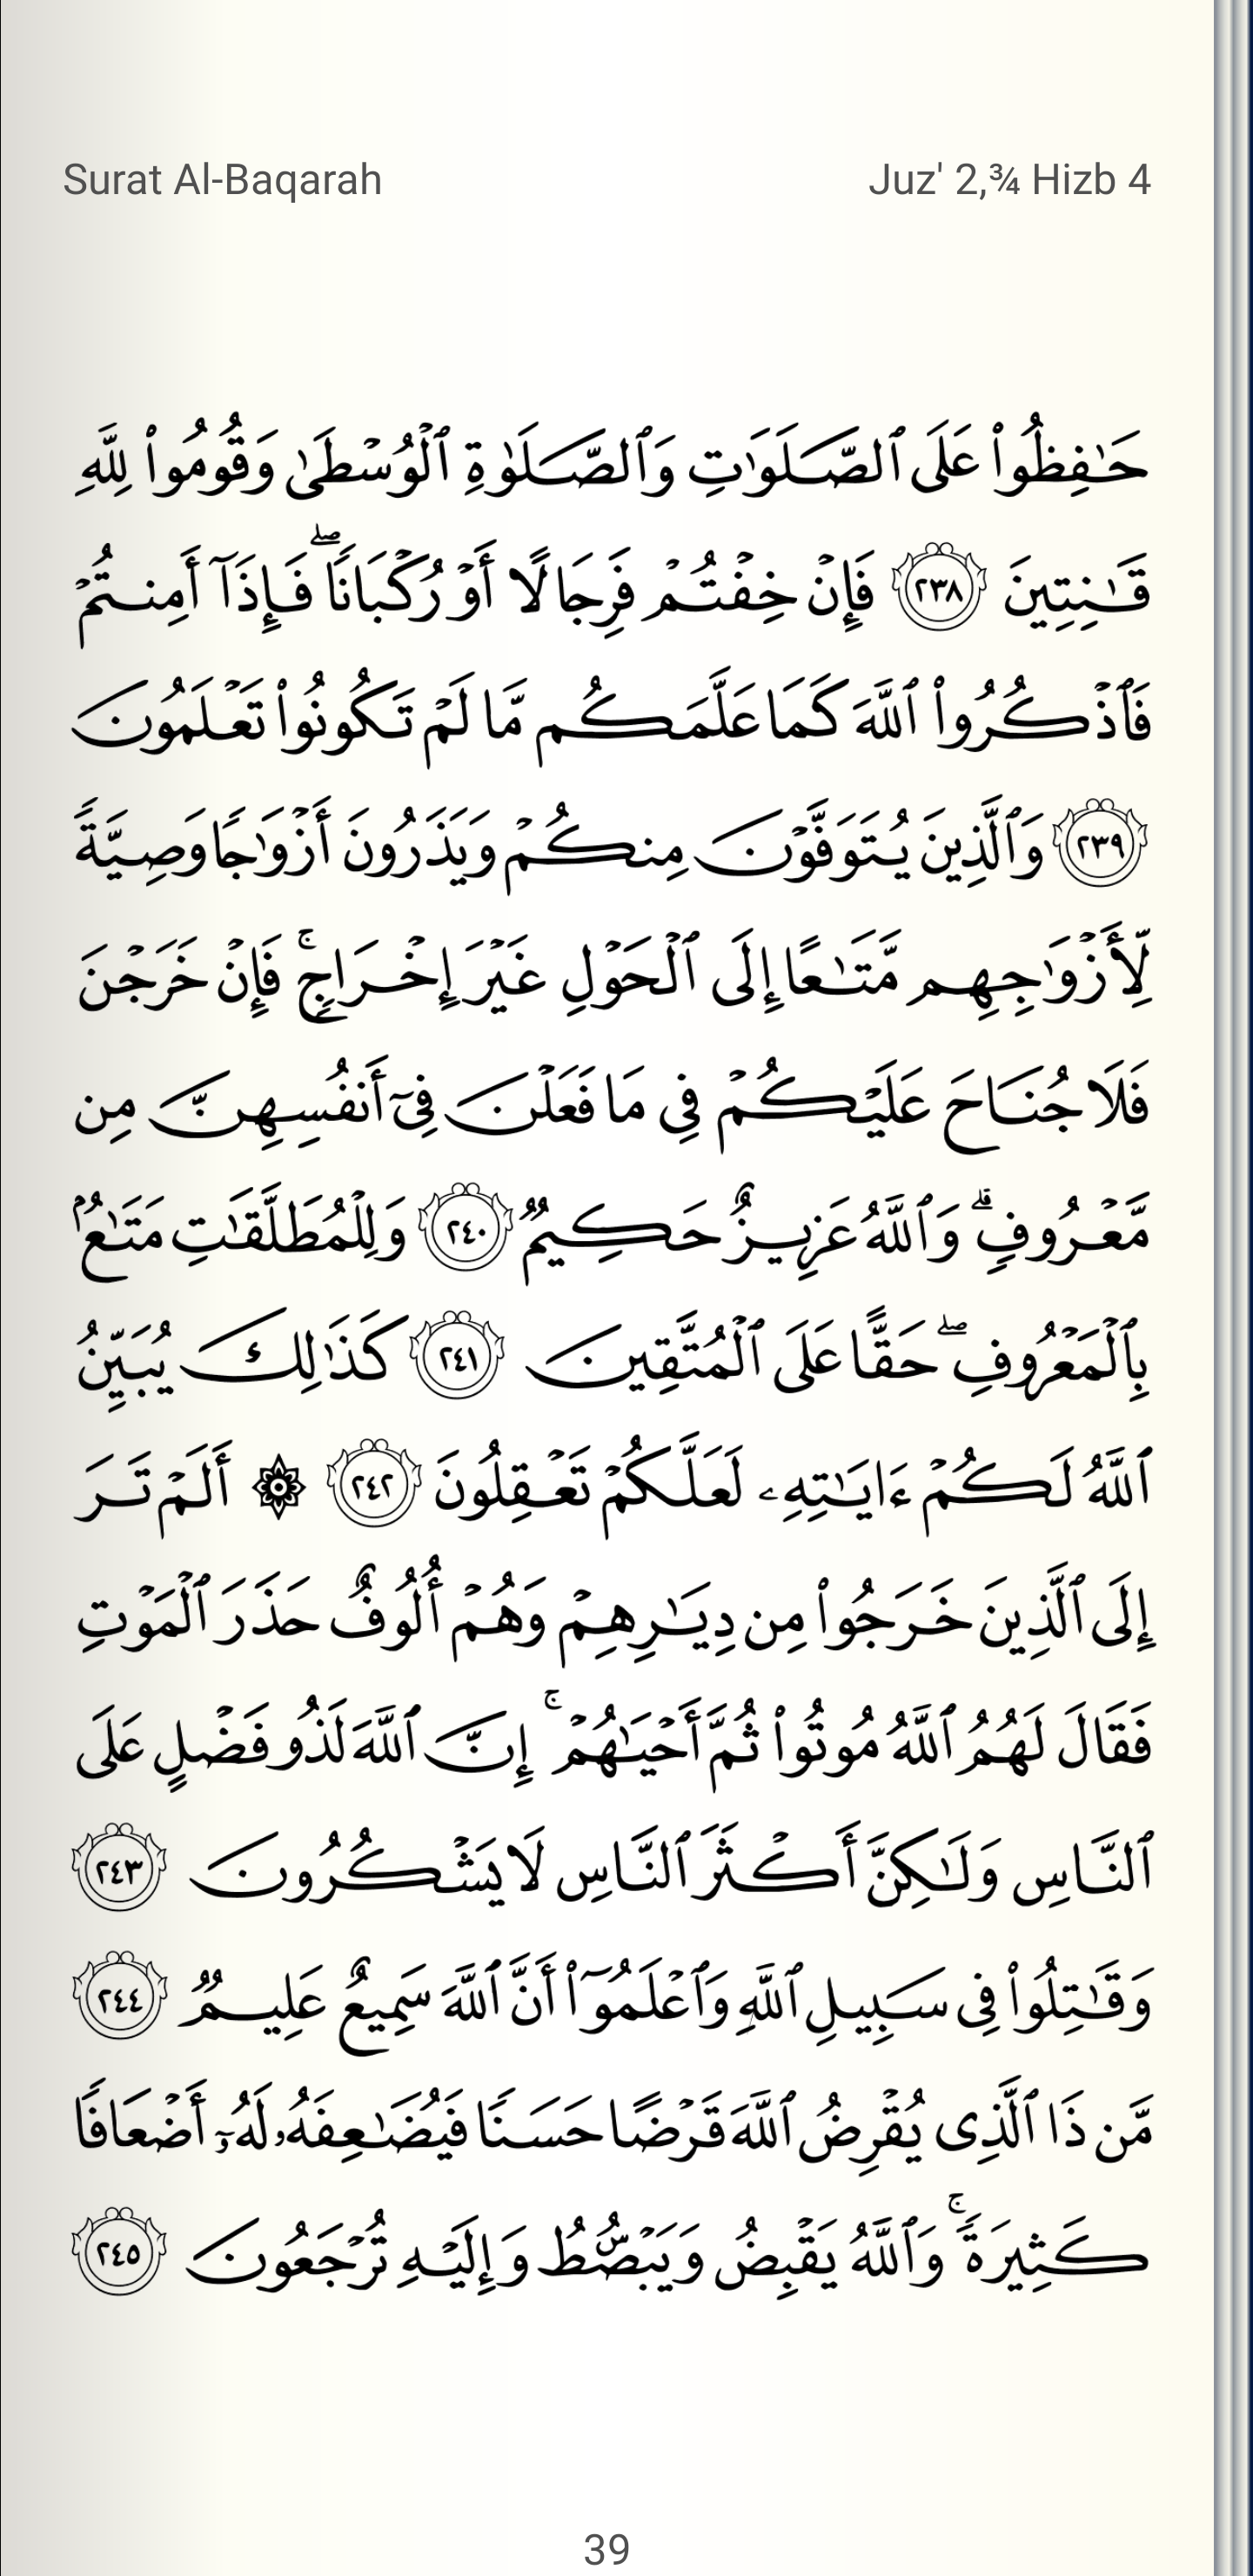 Surat Al-Baqarah
Juz' 2,¾ Hizb 4
حَـٰفِظُوا۟ عَلَى ٱلصَّلَوَٰتِ وَٱلصَّلَوٰةِ ٱلْوُسْطَىٰ وَقُومُوا۟ لِلَّهِ
قَـٰنِتِينَ ٢٣٨ فَإِنْ خِفْتُمْ فَرِجَالًا أَوْ رُكْبَانًا ۖ فَإِذَآ أَمِنتُمْ
فَٱذْكُرُوا۟ ٱللَّهَ كَمَا عَلَّمَكُم مَّا لَمْ تَكُونُوا۟ تَعْلَمُونَ
٢٣٩ وَٱلَّذِينَ يُتَوَفَّوْنَ مِنكُمْ وَيَذَرُونَ أَزْوَٰجًا وَصِيَّةً
لِّأَزْوَٰجِهِم مَّتَـٰعًا إِلَى ٱلْحَوْلِ غَيْرَ إِخْرَاجٍ ۚ فَإِنْ خَرَجْنَ
فَلَا جُنَاحَ عَلَيْكُمْ فِى مَا فَعَلْنَ فِىٓ أَنفُسِهِنَّ مِن
مَّعْرُوفٍ ۗ وَٱللَّهُ عَزِيزٌ حَكِيمٌ ٢٤٠ وَلِلْمُطَلَّقَـٰتِ مَتَـٰعٌۢ
بِٱلْمَعْرُوفِ ۖ حَقًّا عَلَى ٱلْمُتَّقِينَ ٢٤١ كَذَٰلِكَ يُبَيِّنُ
ٱللَّهُ لَكُمْ ءَايَـٰتِهِۦ لَعَلَّكُمْ تَعْقِلُونَ ٢٤٢ ۞ أَلَمْ تَرَ
إِلَى ٱلَّذِينَ خَرَجُوا۟ مِن دِيَـٰرِهِمْ وَهُمْ أُلُوفٌ حَذَرَ ٱلْمَوْتِ
فَقَالَ لَهُمُ ٱللَّهُ مُوتُوا۟ ثُمَّ أَحْيَـٰهُمْ ۚ إِنَّ ٱللَّهَ لَذُو فَضْلٍ عَلَى
ٱلنَّاسِ وَلَـٰكِنَّ أَكْثَرَ ٱلنَّاسِ لَا يَشْكُرُونَ ٢٤٣
وَقَـٰتِلُوا۟ فِى سَبِيلِ ٱللَّهِ وَٱعْلَمُوٓا۟ أَنَّ ٱللَّهَ سَمِيعٌ عَلِيمٌ ٢٤٤
مَّن ذَا ٱلَّذِى يُقْرِضُ ٱللَّهَ قَرْضًا حَسَنًا فَيُضَـٰعِفَهُۥ لَهُۥٓ أَضْعَافًا
كَثِيرَةً ۚ وَٱللَّهُ يَقْبِضُ وَيَبْصُۜطُ وَإِلَيْهِ تُرْجَعُونَ ٢٤٥
39